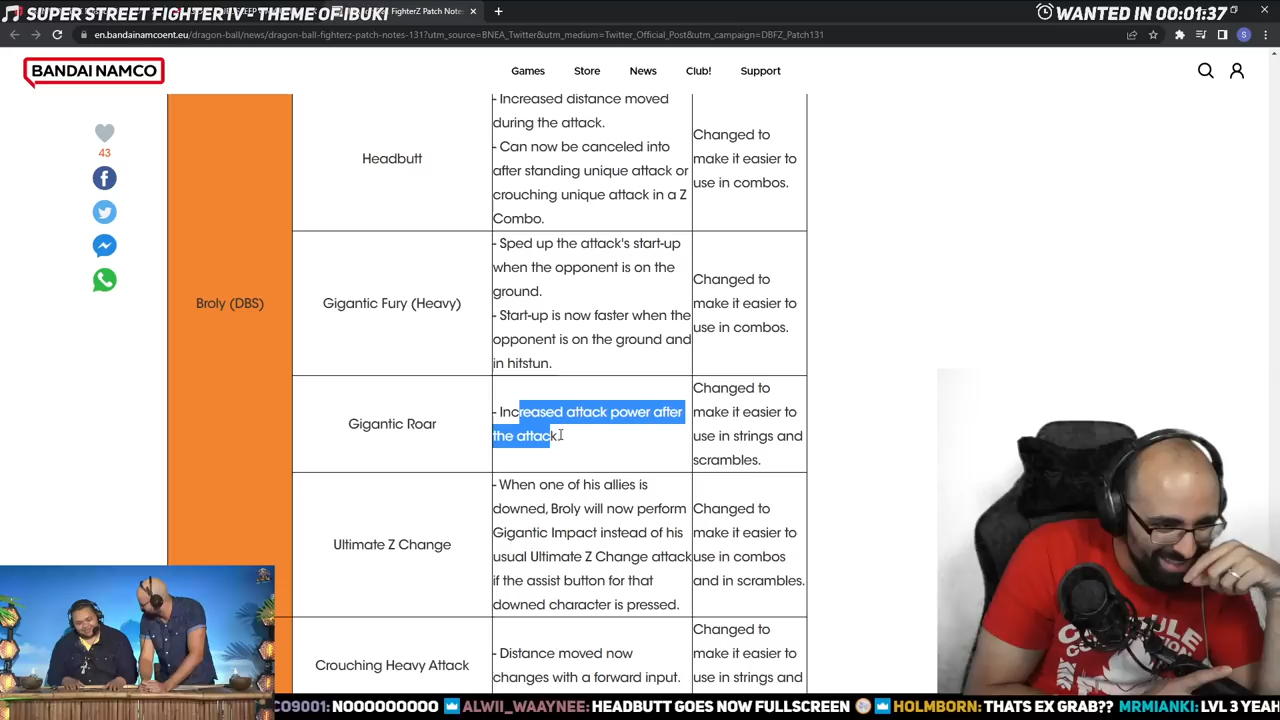 SUPER STREET FIGHTER IV - THEME OF IBUKI
FighterZ Patch Note
WANTED IN 00:01:37
en.bandainamcoent.eu/dragon-ball/news/dragon-ball-fighterz-patch-notes-131?utm_source=BNEA_Twitter&utm_medium=Twitter_Official_Post&utm_campaign=DBFZ_Patch131
S
BANDAI NAMCO
Games
Store
News
Club!
Support
43
Broly (DBS)
Headbutt
- Increased distance moved
during the attack.
- Can now be canceled into
after standing unique attack or
crouching unique attack in a Z
Combo.
Changed to
make it easier to
use in combos.
Gigantic Fury (Heavy)
- Sped up the attack's start-up
when the opponent is on the
ground.
- Start-up is now faster when the
opponent is on the ground and
in hitstun.
Changed to
make it easier to
use in combos.
Gigantic Roar
- Increased attack power after
the attack.
Changed to
make it easier to
use in strings and
scrambles.
Ultimate Z Change
- When one of his allies is
downed, Broly will now perform
Gigantic Impact instead of his
usual Ultimate Z Change attack
if the assist button for that
downed character is pressed.
Changed to
make it easier to
use in combos
and in scrambles.
Crouching Heavy Attack
- Distance moved now
changes with a forward input.
Changed to
make it easier to
use in strings and
CO9001: NOOOOOOOOO ALWII_WAAYNEE: HEADBUTT GOES NOW FULLSCREEN HOLMBORN: THATS EX GRAB?? MRMIANKI: LVL 3 YEAH